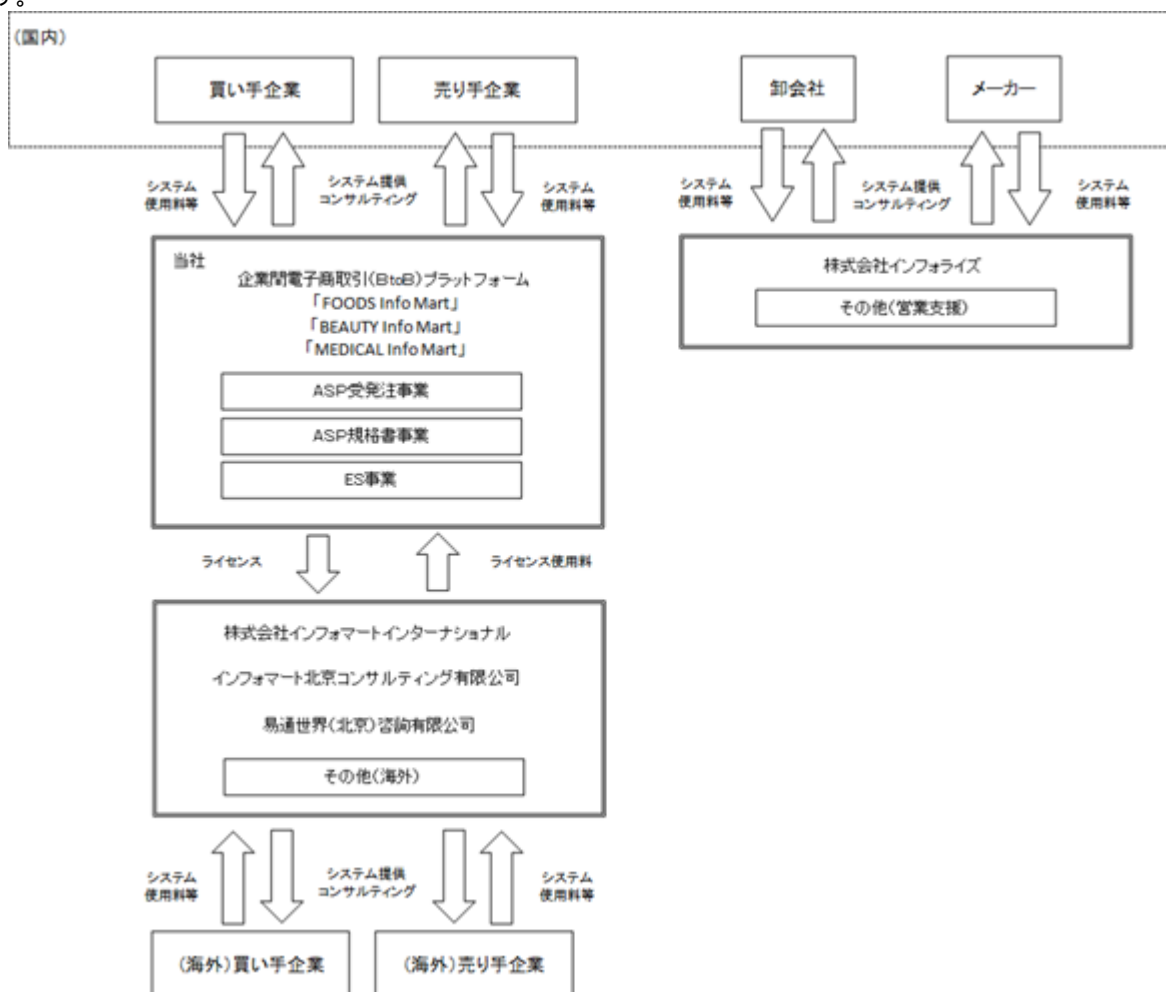 う。
(国内)
買い手企業
売り手企業
卸会社
メーカー
システム
使用料等
システム提供
コンサルティング
システム
使用料等
システム
使用料等
システム提供
コンサルティング
システム
使用料等
当社
企業間電子商取引(BtoB)プラットフォーム
「FOODS Info Mart」
「BEAUTY Info Mart」
「MEDICAL Info Mart」
ASP受発注事業
ASP規格書事業
ES事業
株式会社インフォライズ
その他(営業支援)
ライセンス
ライセンス使用料
株式会社インフォマートインターナショナル
インフォマート北京コンサルティング有限公司
易通世界(北京)咨詢有限公司
その他(海外)
システム
使用料等
システム提供
コンサルティング
システム
使用料等
(海外)買い手企業
(海外)売り手企業